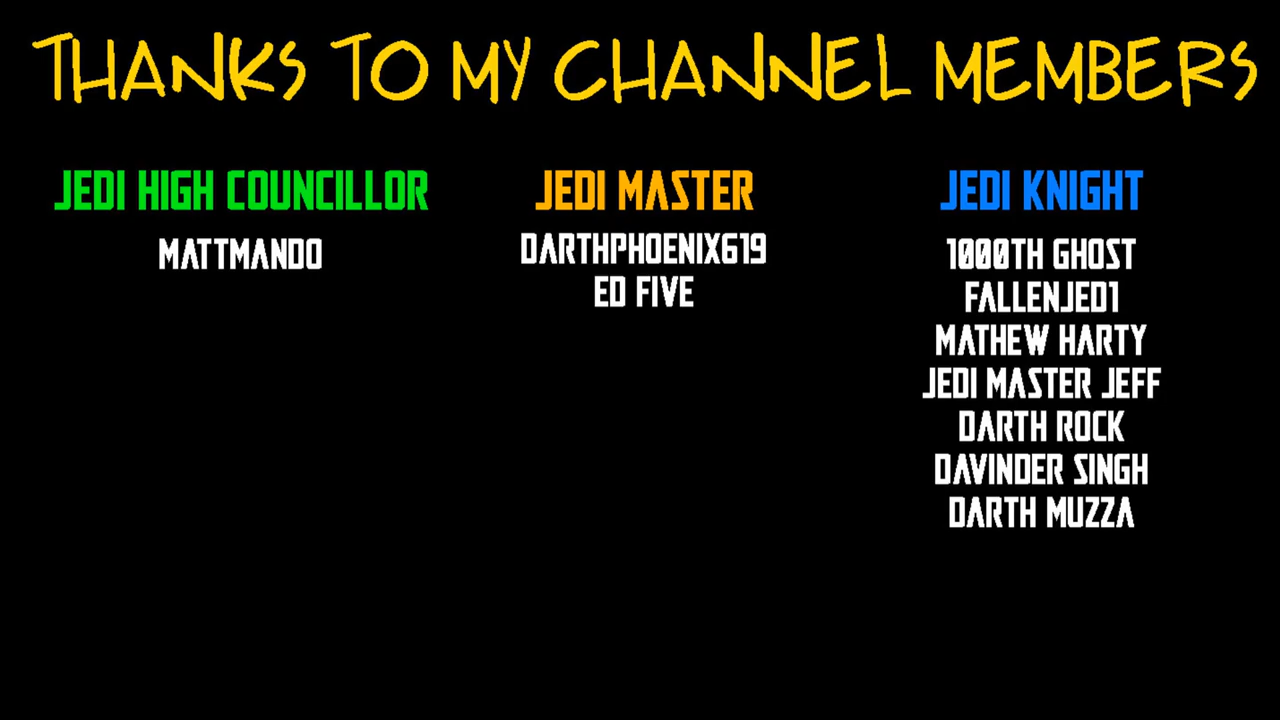 THANKS TO MY CHANNEL MEMBERS
JEDI HIGH COUNCILLOR
MATTMANDO
JEDI MASTER
DARTHPHOENIX619
ED FIVE
JEDI KNIGHT
1000TH GHOST
FALLENJED1
MATHEW HARTY
JEDI MASTER JEFF
DARTH ROCK
DAVINDER SINGH
DARTH MUZZA